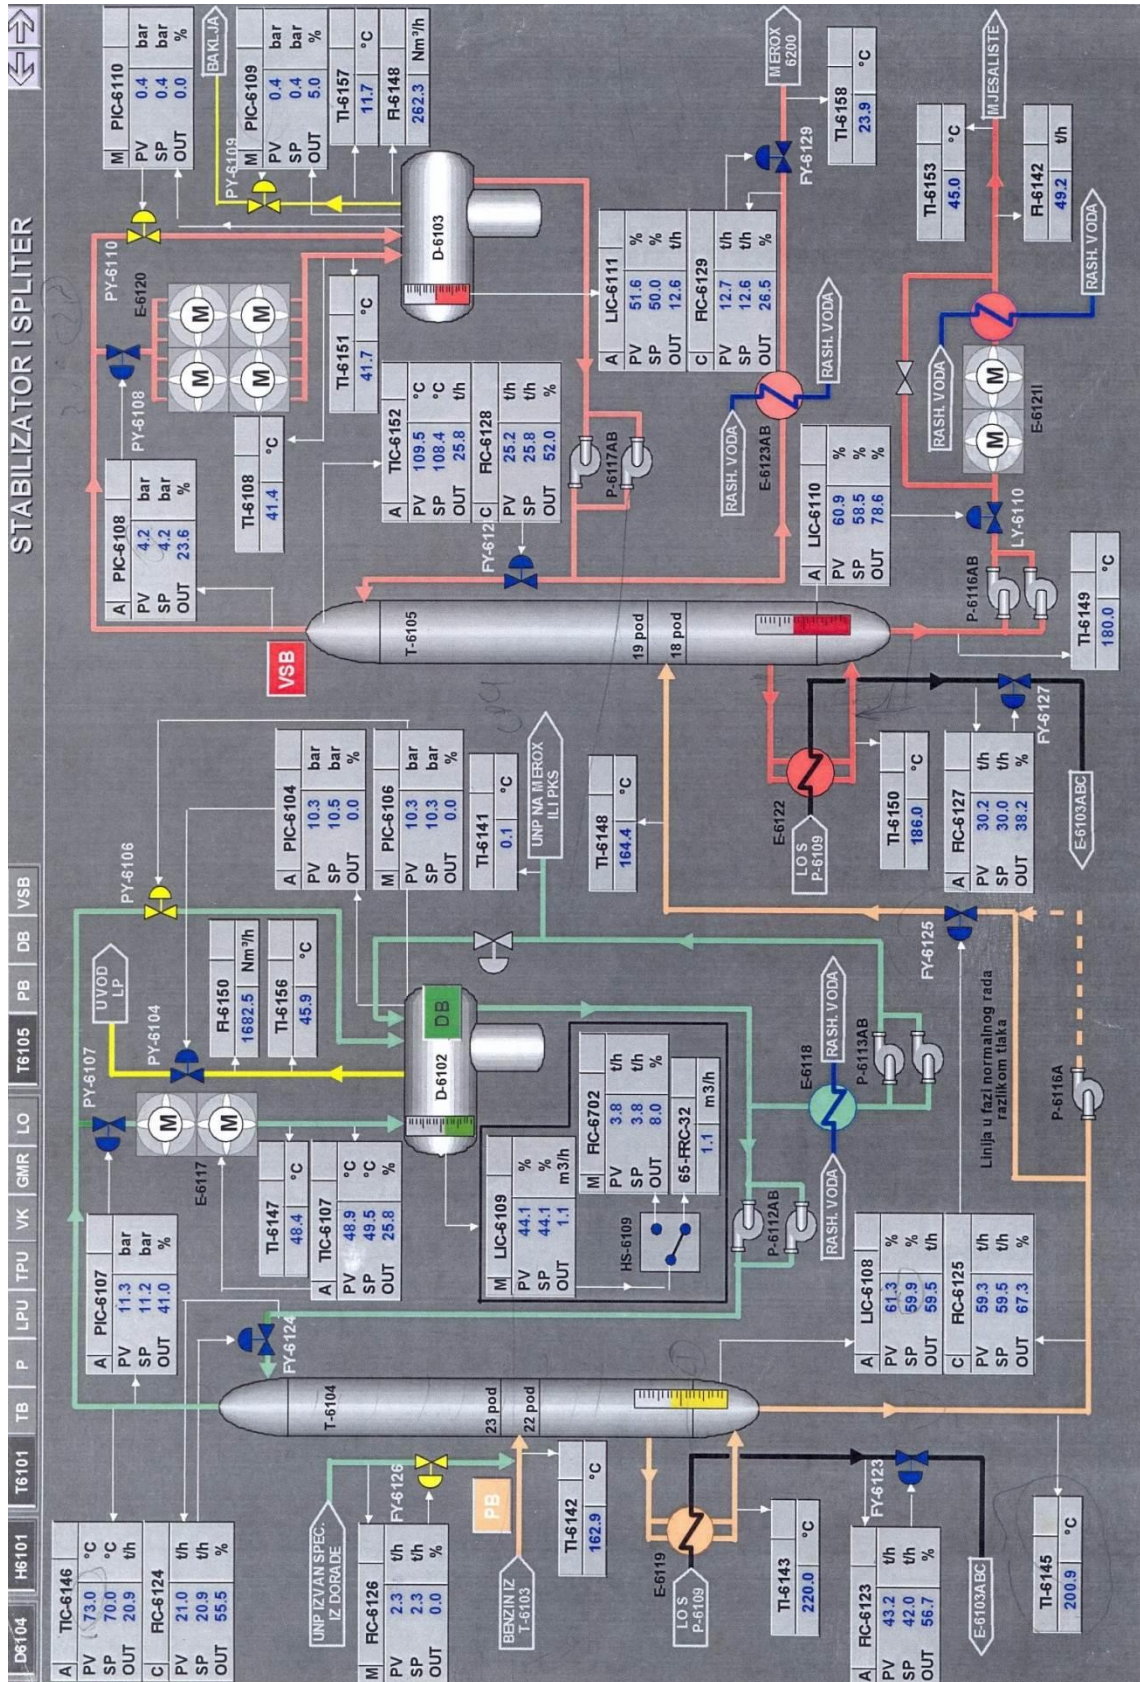 D6104 H6101 T6101 TB P LPU TPU VK GMR LO T6105 PB DB VSB
STABILIZATOR I SPLITER
TIC-6146
A
PV 73.0 °C
SP 70.0 °C
OUT 20.9 t/h
FIC-6124
C
PV 21.0 t/h
SP 20.9 t/h
OUT 55.5 %
PIC-6107
A
PV 11.3 bar
SP 11.2 bar
OUT 41.0 %
PY-6107
E-6117
M
M
UVOD LP
PY-6104
PY-6106
TI-6147
48.4 °C
TIC-6107
A
PV 48.9 °C
SP 49.5 °C
OUT 25.8 %
FI-6150
1682.5 Nm³/h
TI-6156
45.9 °C
PIC-6104
A
PV 10.3 bar
SP 10.5 bar
OUT 0.0 %
PIC-6106
M
PV 10.3 bar
SP 10.3 bar
OUT 0.0 %
TI-6141
0.1 °C
UNP NA MEROX
ILI PKS
FY-6124
T-6104
23 pod
22 pod
UNP IZVAN SPEC.
IZ DORADE
FY-6126
FIC-6126
M
PV 2.3 t/h
SP 2.3 t/h
OUT 0.0 %
PB
BENZIN IZ
T-6103
TI-6142
162.9 °C
D-6102
DB
LIC-6109
M
PV 44.1 %
SP 44.1 %
OUT 1.1 m3/h
FIC-6702
M
PV 3.8 t/h
SP 3.8 t/h
OUT 8.0 %
HS-6109
65-FRC-32
1.1 m3/h
P-6112AB
E-6118
RASH. VODA
RASH. VODA
P-6113AB
E-6119
LO S
P-6109
TI-6143
220.0 °C
FIC-6123
A
PV 43.2 t/h
SP 42.0 t/h
OUT 56.7 %
FY-6123
E-6103ABC
TI-6145
200.9 °C
LIC-6108
A
PV 61.3 %
SP 59.9 %
OUT 59.5 t/h
FIC-6125
C
PV 59.3 t/h
SP 59.5 t/h
OUT 67.3 %
FY-6125
Linija u fazi normalnog rada
razlikom tlaka
P-6116A
TI-6148
164.4 °C
VSB
PIC-6108
A
PV 4.2 bar
SP 4.2 bar
OUT 23.6 %
PY-6108
PY-6110
E-6120
M
M
M
M
TI-6108
41.4 °C
TI-6151
41.7 °C
PIC-6110
M
PV 0.4 bar
SP 0.4 bar
OUT 0.0 %
BAKLJA
PY-6109
PIC-6109
M
PV 0.4 bar
SP 0.4 bar
OUT 5.0 %
TI-6157
11.7 °C
FI-6148
262.3 Nm³/h
D-6103
TIC-6152
A
PV 109.5 °C
SP 108.4 °C
OUT 25.8 t/h
FIC-6128
C
PV 25.2 t/h
SP 25.8 t/h
OUT 52.0 %
FY-612
P-6117AB
LIC-6111
A
PV 51.6 %
SP 50.0 %
OUT 12.6 t/h
FIC-6129
C
PV 12.7 t/h
SP 12.6 t/h
OUT 26.5 %
FY-6129
MEROX
6200
TI-6158
23.9 °C
RASH. VODA
E-6123AB
RASH. VODA
T-6105
19 pod
18 pod
E-6122
LO S
P-6109
TI-6150
186.0 °C
FIC-6127
A
PV 30.2 t/h
SP 30.0 t/h
OUT 38.2 %
FY-6127
E-6103ABC
LIC-6110
A
PV 60.9 %
SP 58.5 %
OUT 78.6 %
P-6116AB
LY-6110
TI-6149
180.0 °C
M
M
E-6121I
RASH. VODA
RASH. VODA
TI-6153
45.0 °C
FI-6142
49.2 t/h
MJESALISTE